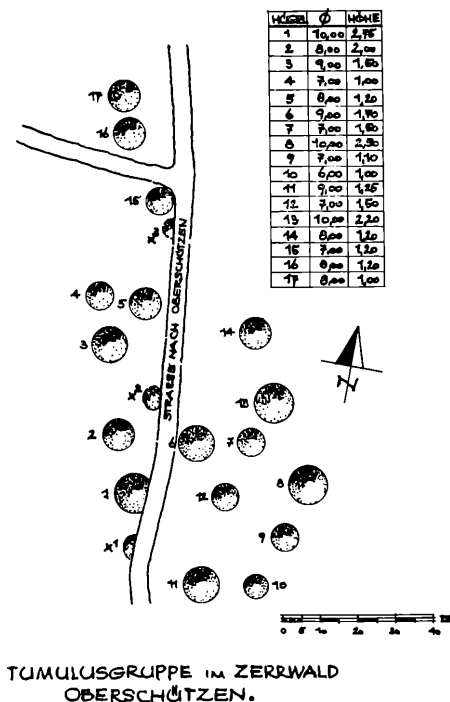 HÜGEL Ø HÖHE
1 10,00 2,75
2 8,00 2,00
3 9,00 1,50
4 7,00 1,00
5 8,00 1,20
6 9,00 1,70
7 7,00 1,50
8 10,00 2,30
9 7,00 1,10
10 6,00 1,00
11 9,00 1,25
12 7,00 1,50
13 10,00 2,20
14 8,00 1,20
15 7,00 1,20
16 8,00 1,20
17 8,00 1,00
17
16
15
X3
4
5
3
14
STRASSE NACH OBERSCHÜTZEN
N
X2
13
2
6
7
1
12
8
X1
9
11
10
0 5 10 20 30 40
TUMULUSGRUPPE IM ZERRWALD
OBERSCHÜTZEN.